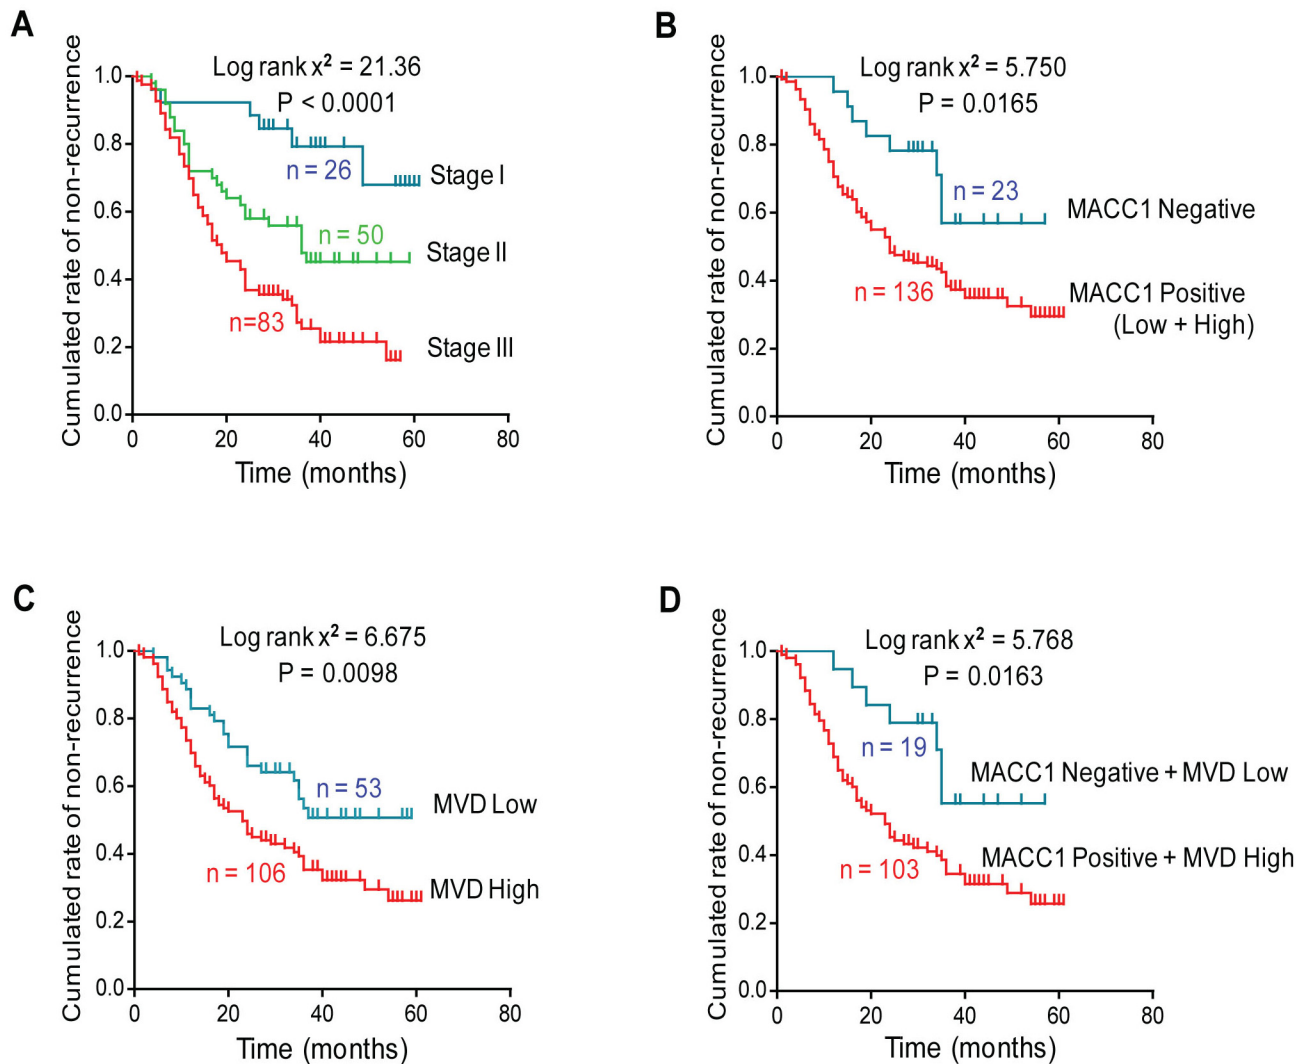 A
Log rank x² = 21.36
P < 0.0001
Cumulated rate of non-recurrence
1.0
0.8
0.6
0.4
0.2
0.0
n = 26
Stage I
n = 50
Stage II
n=83
Stage III
0 20 40 60 80
Time (months)
B
Log rank x² = 5.750
P = 0.0165
Cumulated rate of non-recurrence
1.0
0.8
0.6
0.4
0.2
0.0
n = 23
MACC1 Negative
n = 136
MACC1 Positive
(Low + High)
0 20 40 60 80
Time (months)
C
Log rank x² = 6.675
P = 0.0098
Cumulated rate of non-recurrence
1.0
0.8
0.6
0.4
0.2
0.0
n = 53
MVD Low
n = 106
MVD High
0 20 40 60 80
Time (months)
D
Log rank x² = 5.768
P = 0.0163
Cumulated rate of non-recurrence
1.0
0.8
0.6
0.4
0.2
0.0
n = 19
MACC1 Negative + MVD Low
n = 103
MACC1 Positive + MVD High
0 20 40 60 80
Time (months)